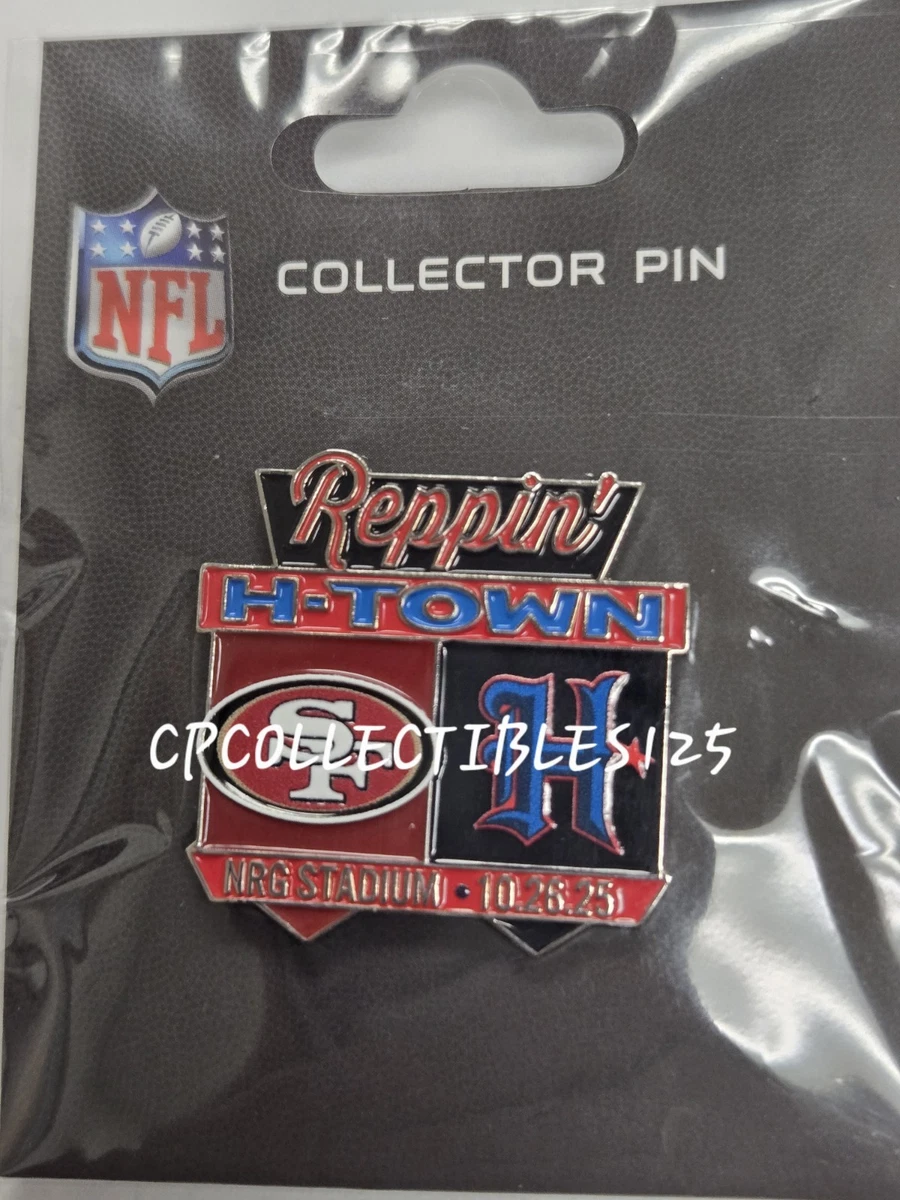 NFL
COLLECTOR PIN
Reppin'
H-TOWN
SF
H
CPCOLLECTIBLES125
NRG STADIUM • 10.26.25